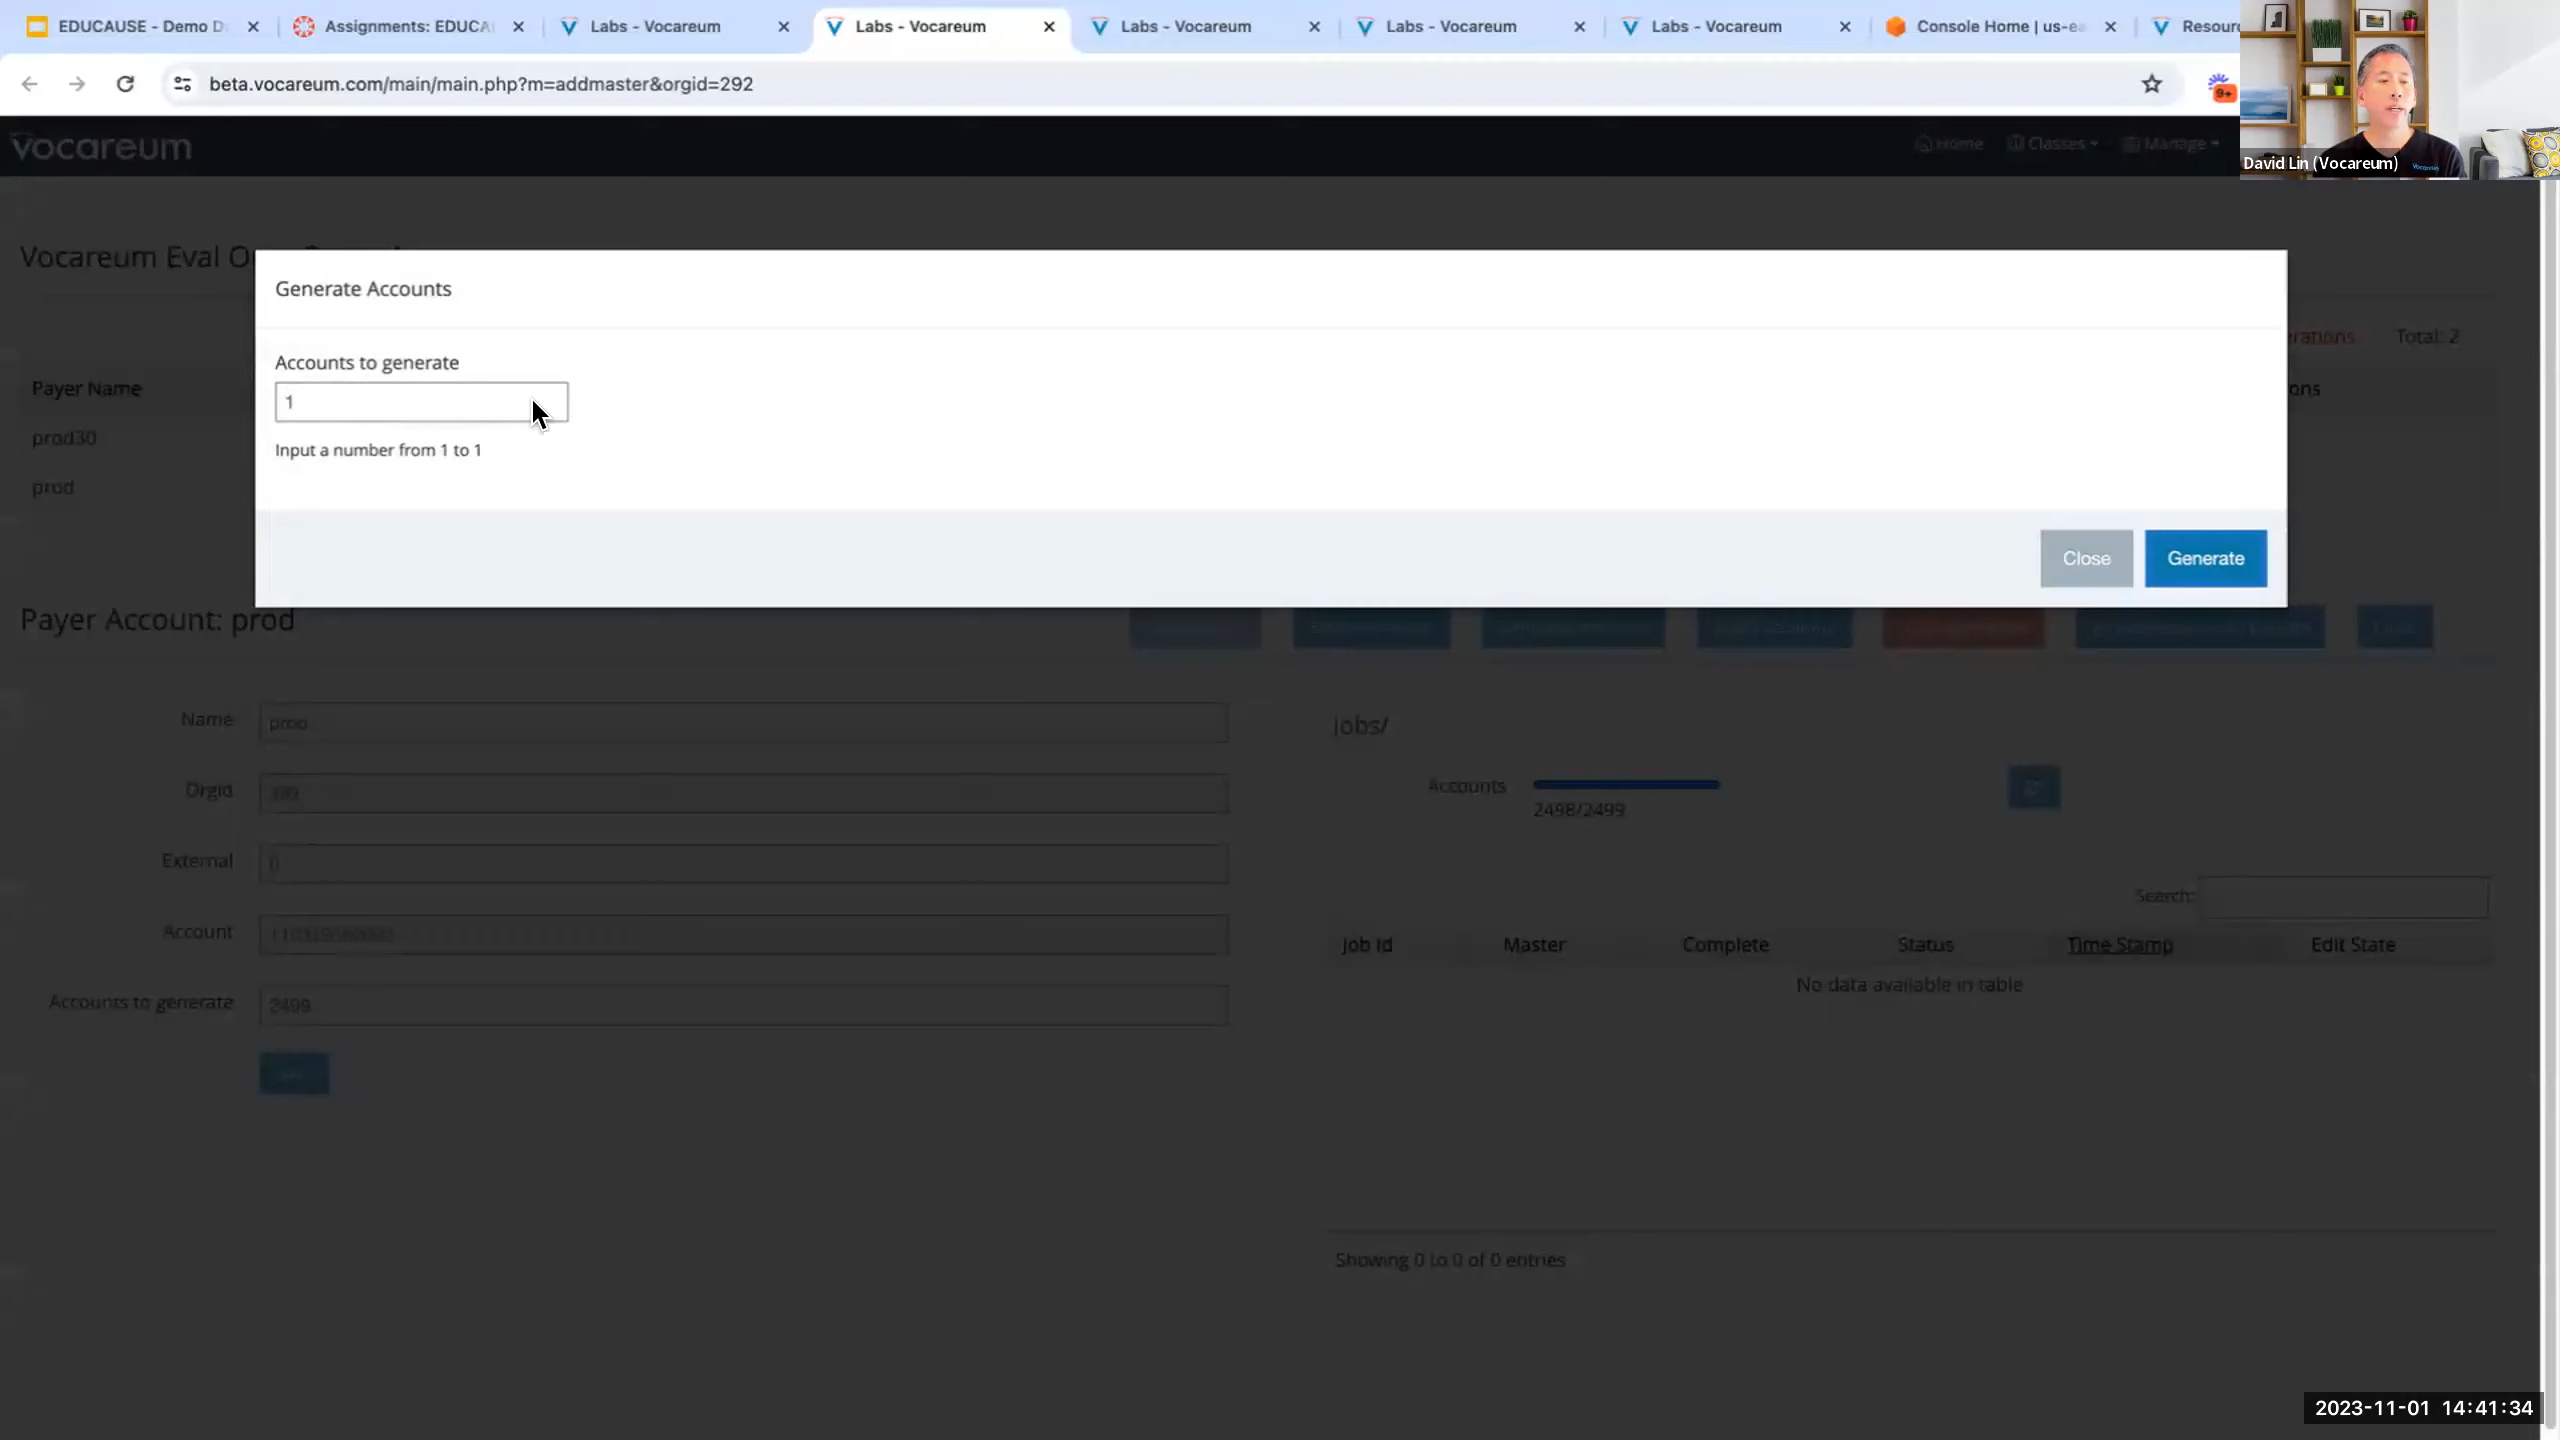 EDUCAUSE - Demo D
Assignments: EDUCA
Labs - Vocareum
Labs - Vocareum
Labs - Vocareum
Labs - Vocareum
Labs - Vocareum
Console Home | us-ea
Resour
beta.vocareum.com/main/main.php?m=addmaster&orgid=292
9+
vocareum
Home
Classes
Manage
David Lin (Vocareum)
Vocareum Eval O
Generate Accounts
Accounts to generate
1
Input a number from 1 to 1
Close
Generate
erations
Total: 2
Payer Name
ons
prod30
prod
Payer Account: prod
Name
prod
Orgid
External
0
Account
Accounts to generate
2499
jobs/
Accounts
2498/2499
Search:
Job Id
Master
Complete
Status
Time Stamp
Edit State
No data available in table
Showing 0 to 0 of 0 entries
2023-11-01 14:41:34